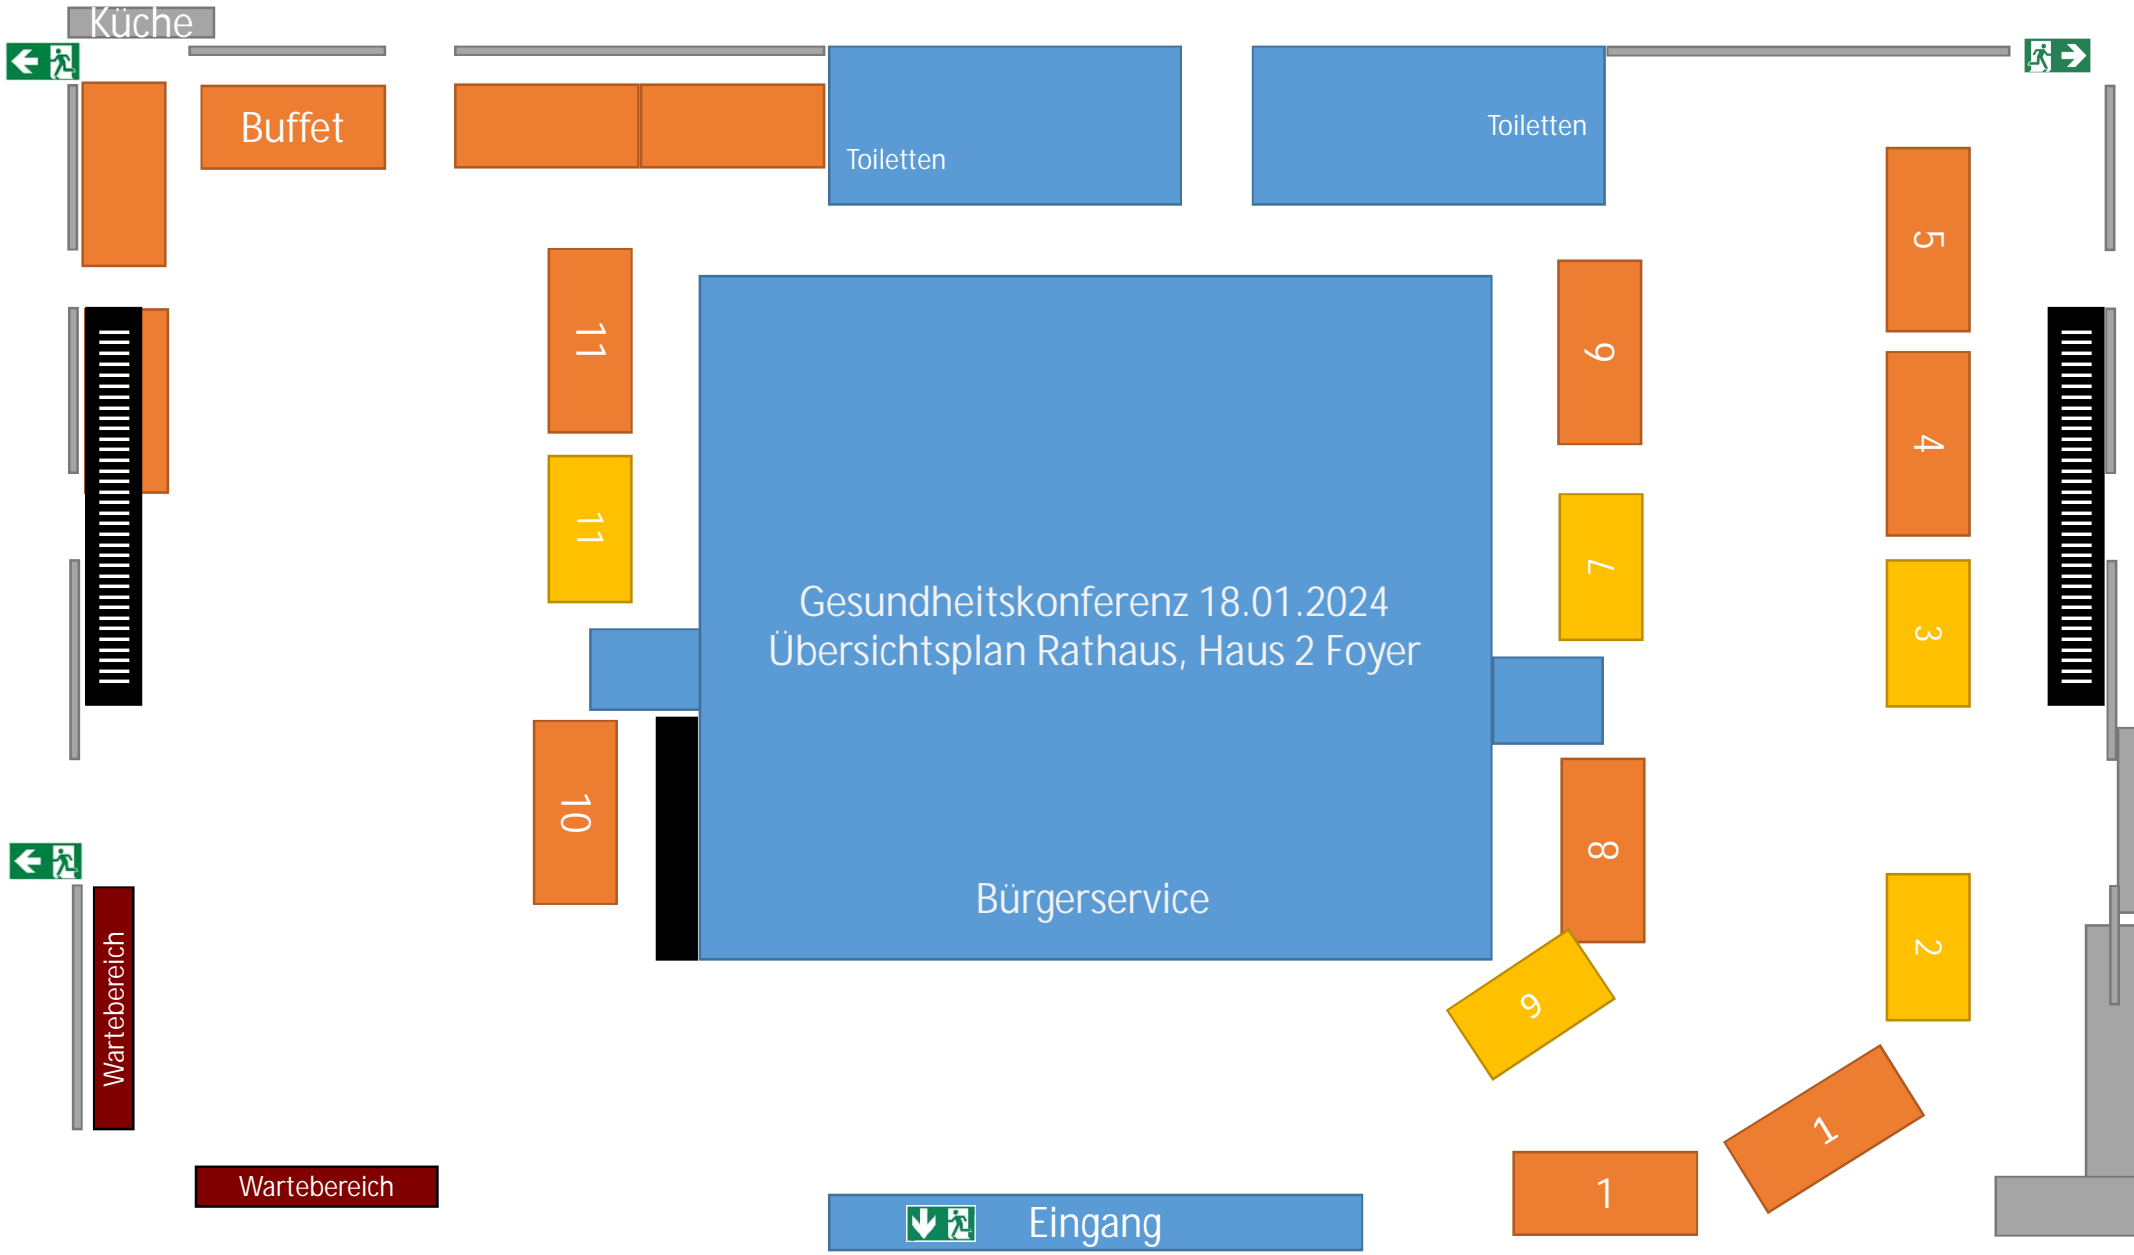 Küche
Buffet
Toiletten
Toiletten
5
11
9
4
11
7
3
Gesundheitskonferenz 18.01.2024
Übersichtsplan Rathaus, Haus 2 Foyer
10
8
Bürgerservice
2
9
Wartebereich
1
Wartebereich
1
Eingang